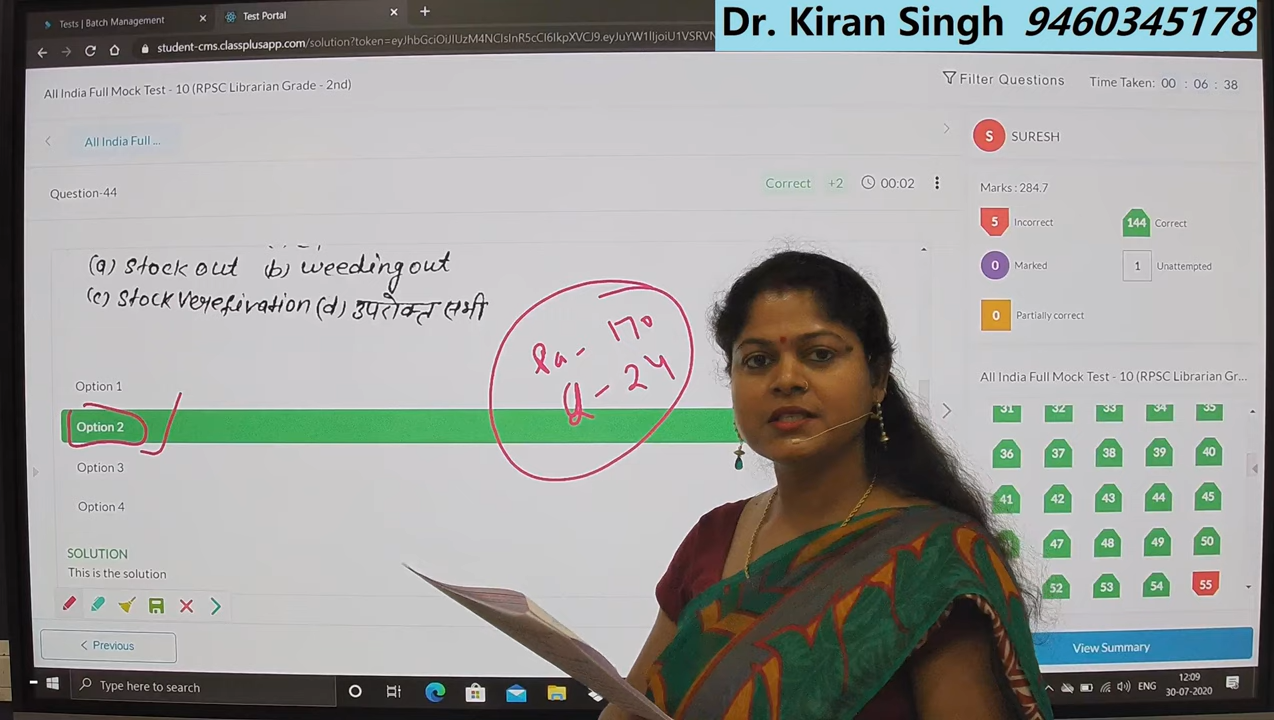 Dr. Kiran Singh 9460345178
Tests | Batch Management
Test Portal
student-cms.classplusapp.com/solution?token=eyJhbGciOiJIUzM4NCIsInR5cCI6IkpXVCJ9.eyJuYW1lIjoiU1VSRVN
All India Full Mock Test - 10 (RPSC Librarian Grade - 2nd)
Filter Questions
Time Taken: 00 : 06 : 38
All India Full ...
S SURESH
Question-44
Correct +2 00:02
Marks : 284.7
5 Incorrect
144 Correct
0 Marked
1 Unattempted
0 Partially correct
(a) stock out (b) weeding out
(c) stock verefivation (d) उपरोक्त सभी
170
24
Option 1
Option 2
Option 3
Option 4
SOLUTION
This is the solution
All India Full Mock Test - 10 (RPSC Librarian Gr...
31 32 33 34 35
36 37 38 39 40
41 42 43 44 45
47 48 49 50
52 53 54 55
< Previous
View Summary
Type here to search
ENG
12:09
30-07-2020